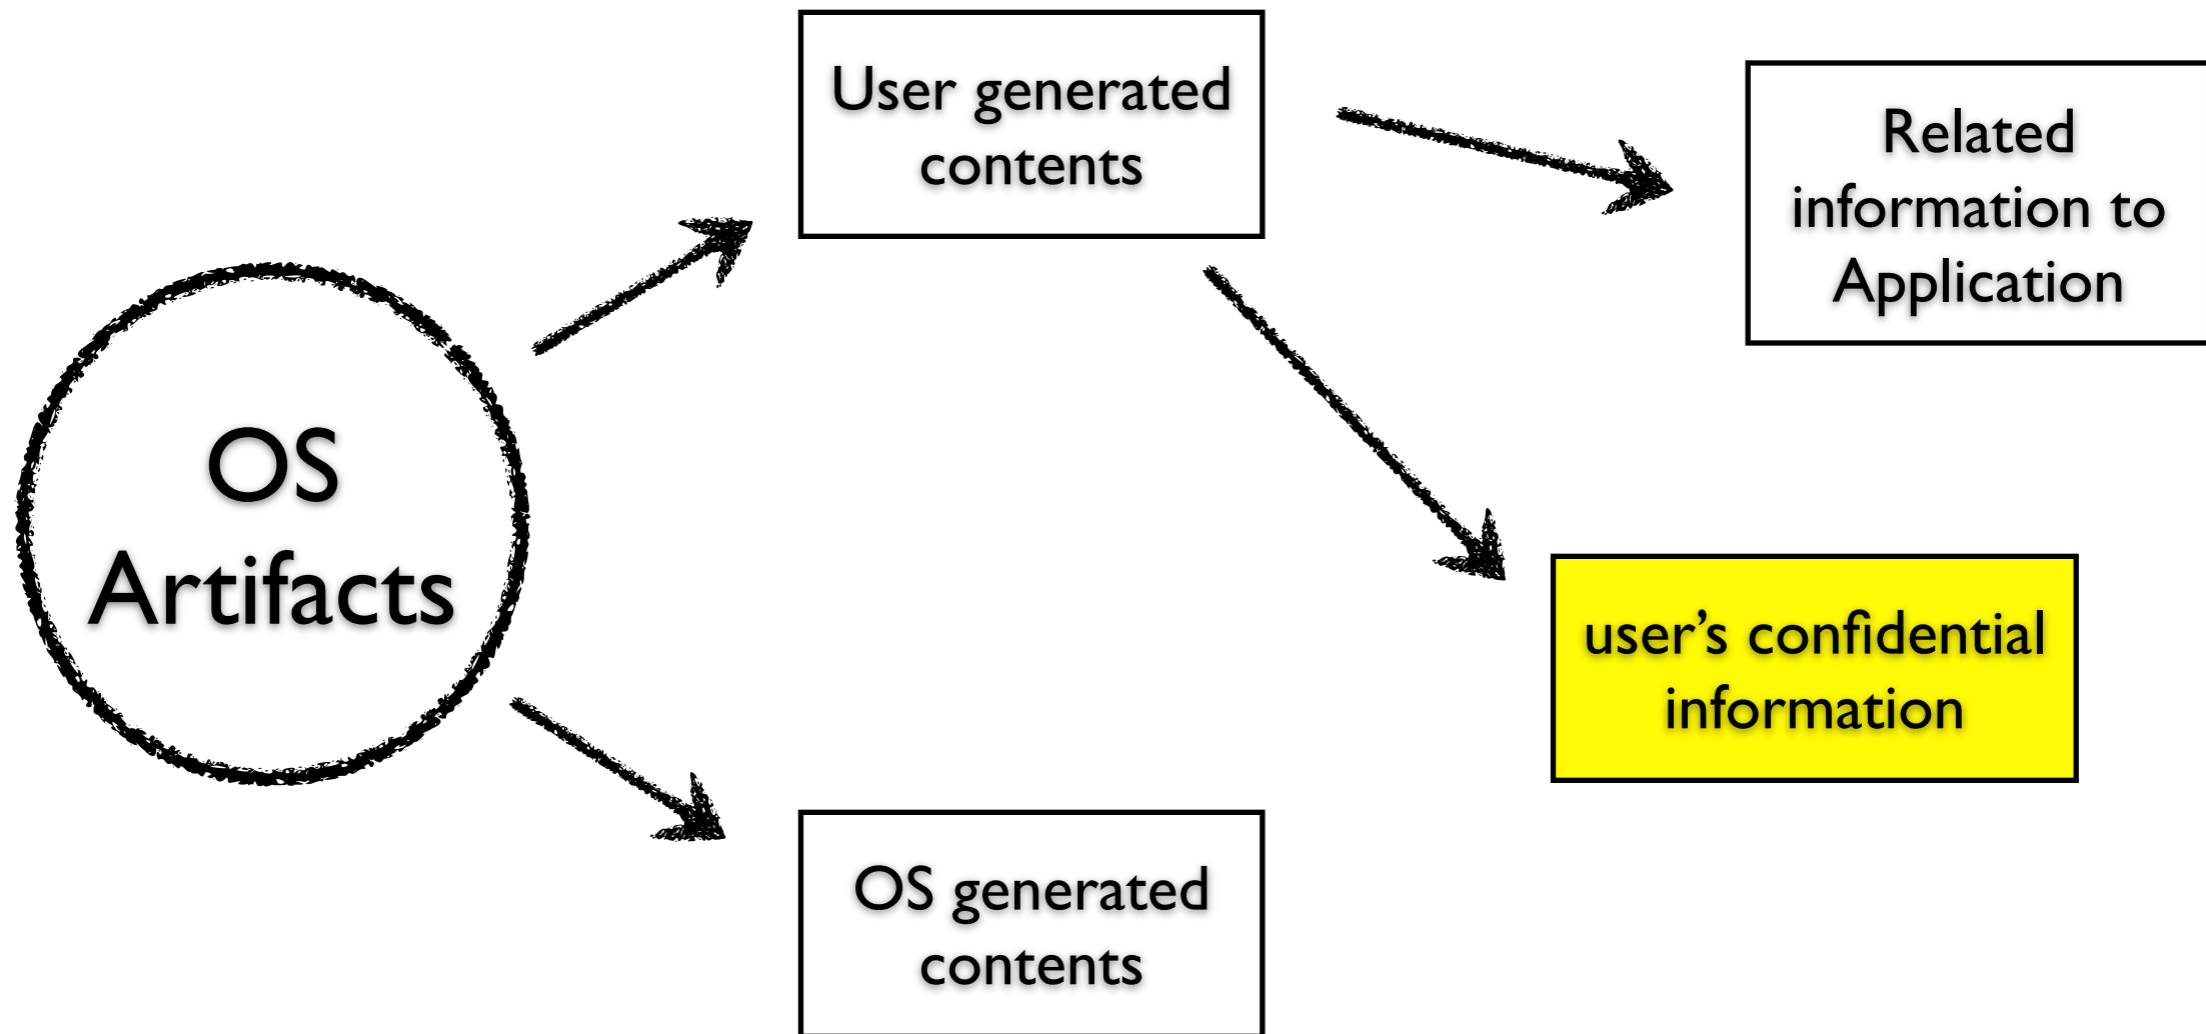 User generated
contents
Related
information to
Application
OS
Artifacts
user’s confidential
information
OS generated
contents